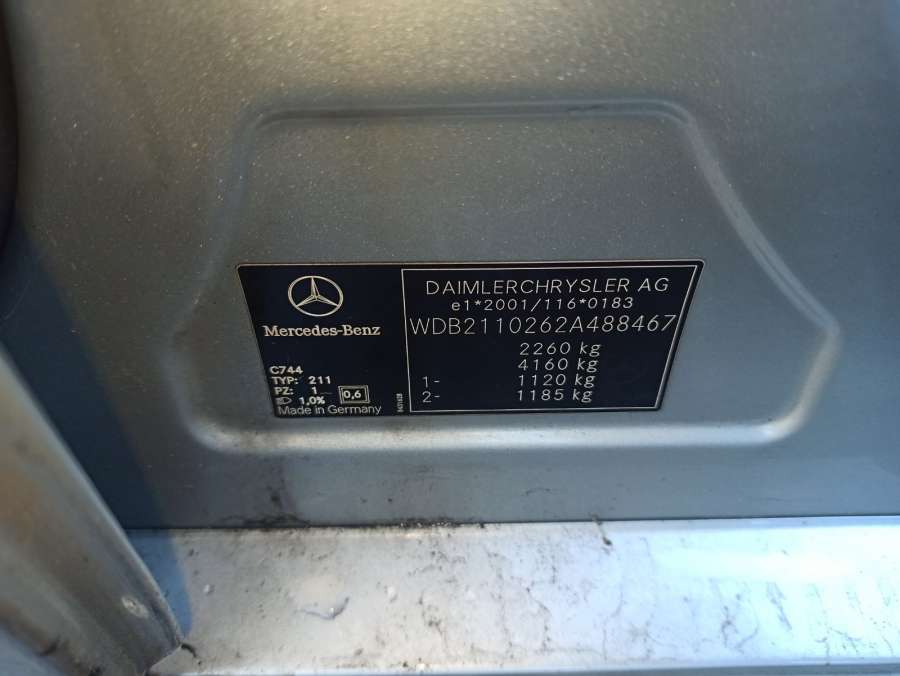 Mercedes-Benz
C744
TYP: 211
PZ: 1
1,0% 0,6
Made in Germany
DAIMLERCHRYSLER AG
e1*2001/116*0183
WDB2110262A488467
2260 kg
4160 kg
1- 1120 kg
2- 1185 kg